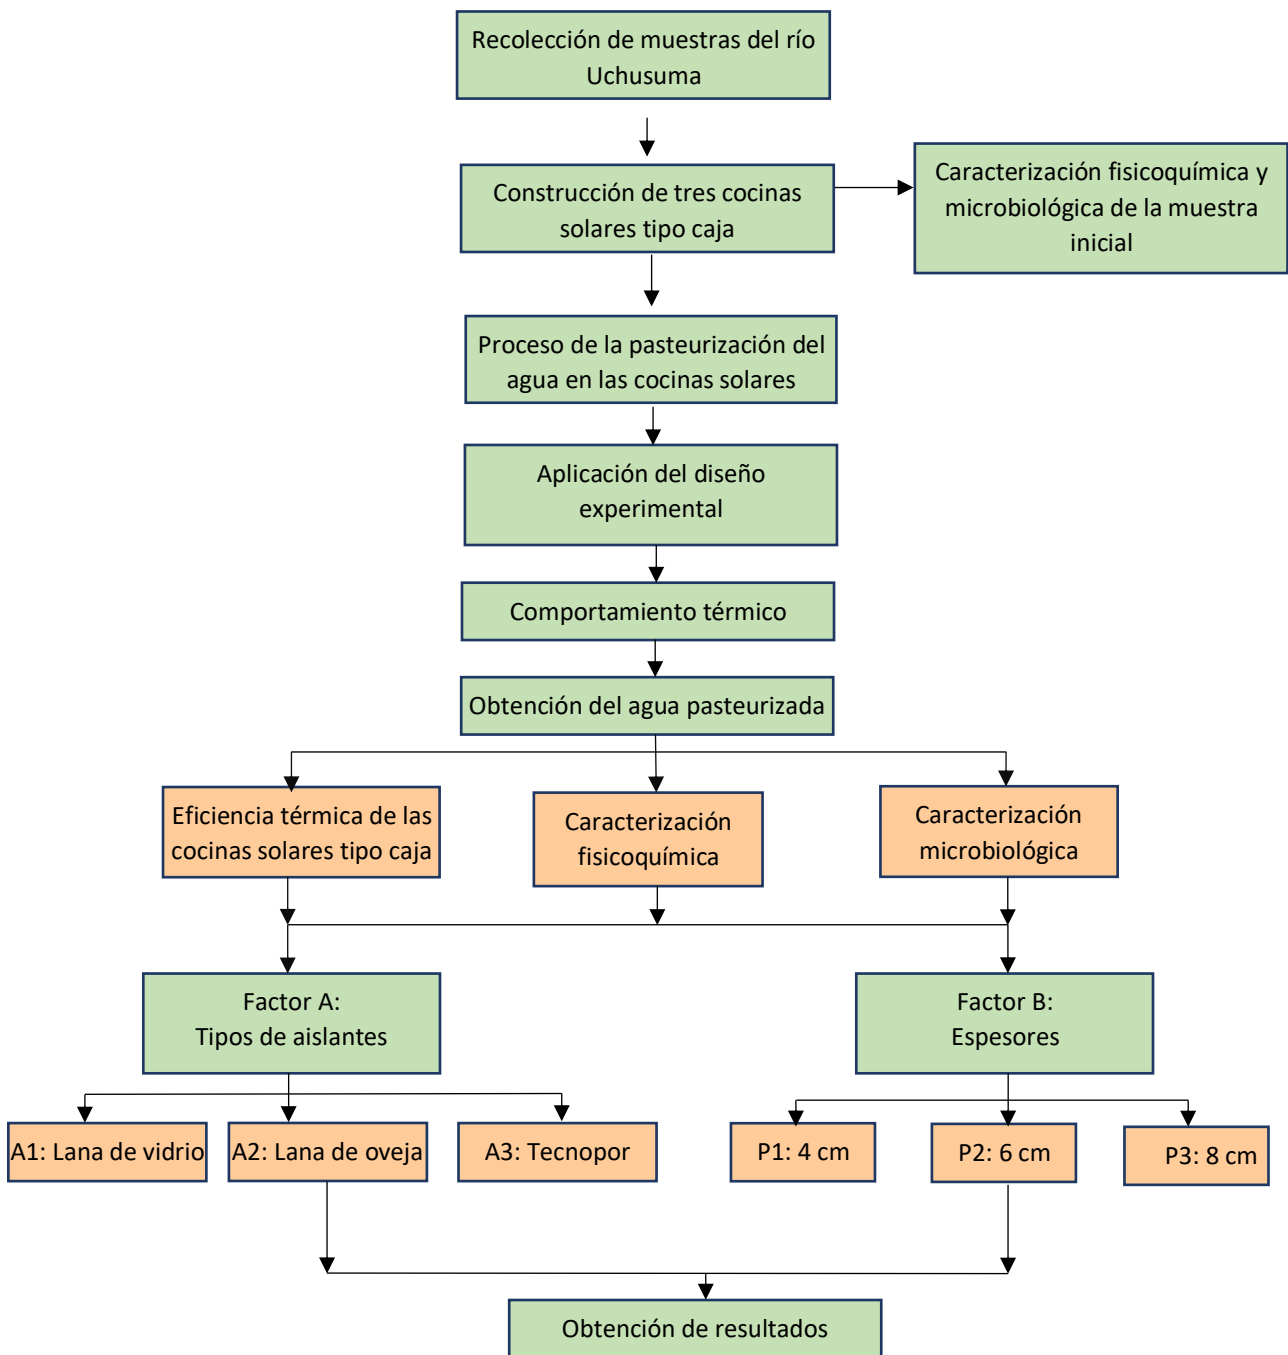 Recolección de muestras del río
Uchusuma
Construcción de tres cocinas
solares tipo caja
Caracterización fisicoquímica y
microbiológica de la muestra
inicial
Proceso de la pasteurización del
agua en las cocinas solares
Aplicación del diseño
experimental
Comportamiento térmico
Obtención del agua pasteurizada
Eficiencia térmica de las
cocinas solares tipo caja
Caracterización
fisicoquímica
Caracterización
microbiológica
Factor A:
Tipos de aislantes
Factor B:
Espesores
A1: Lana de vidrio
A2: Lana de oveja
A3: Tecnopor
P1: 4 cm
P2: 6 cm
P3: 8 cm
Obtención de resultados